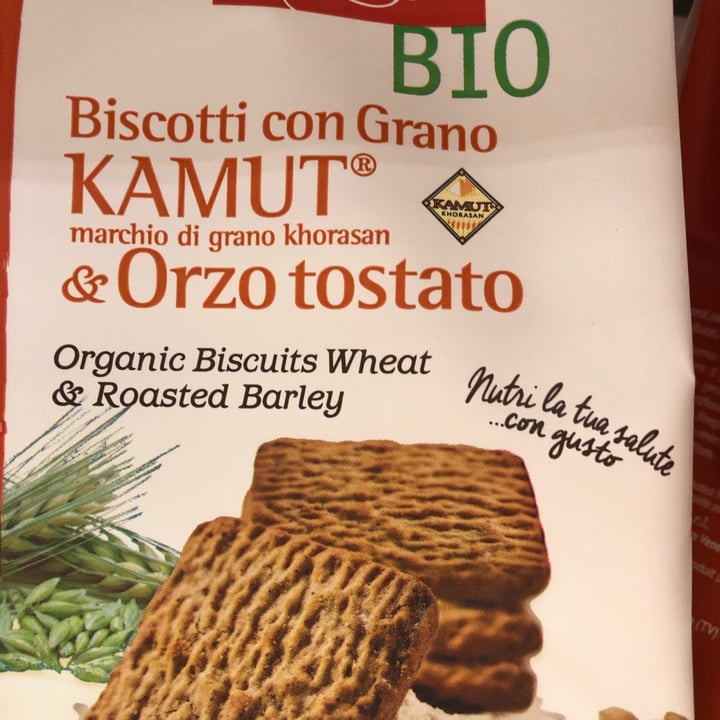 BIO
Biscotti con Grano
KAMUT®
marchio di grano khorasan
& Orzo tostato
KAMUT®
KHORASAN
Organic Biscuits Wheat
& Roasted Barley
Nutri la tua salute
...con gusto
(TV)